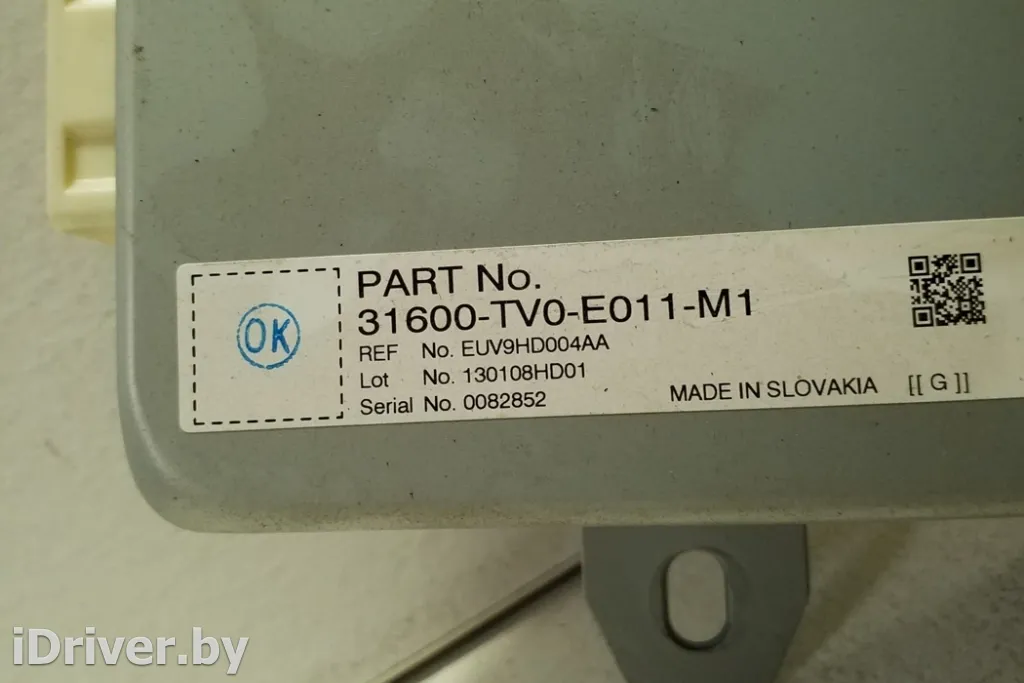 OK
PART No.
31600-TV0-E011-M1
REF No. EUV9HD004AA
Lot No. 130108HD01
Serial No. 0082852
MADE IN SLOVAKIA [[ G ]]
iDriver.by